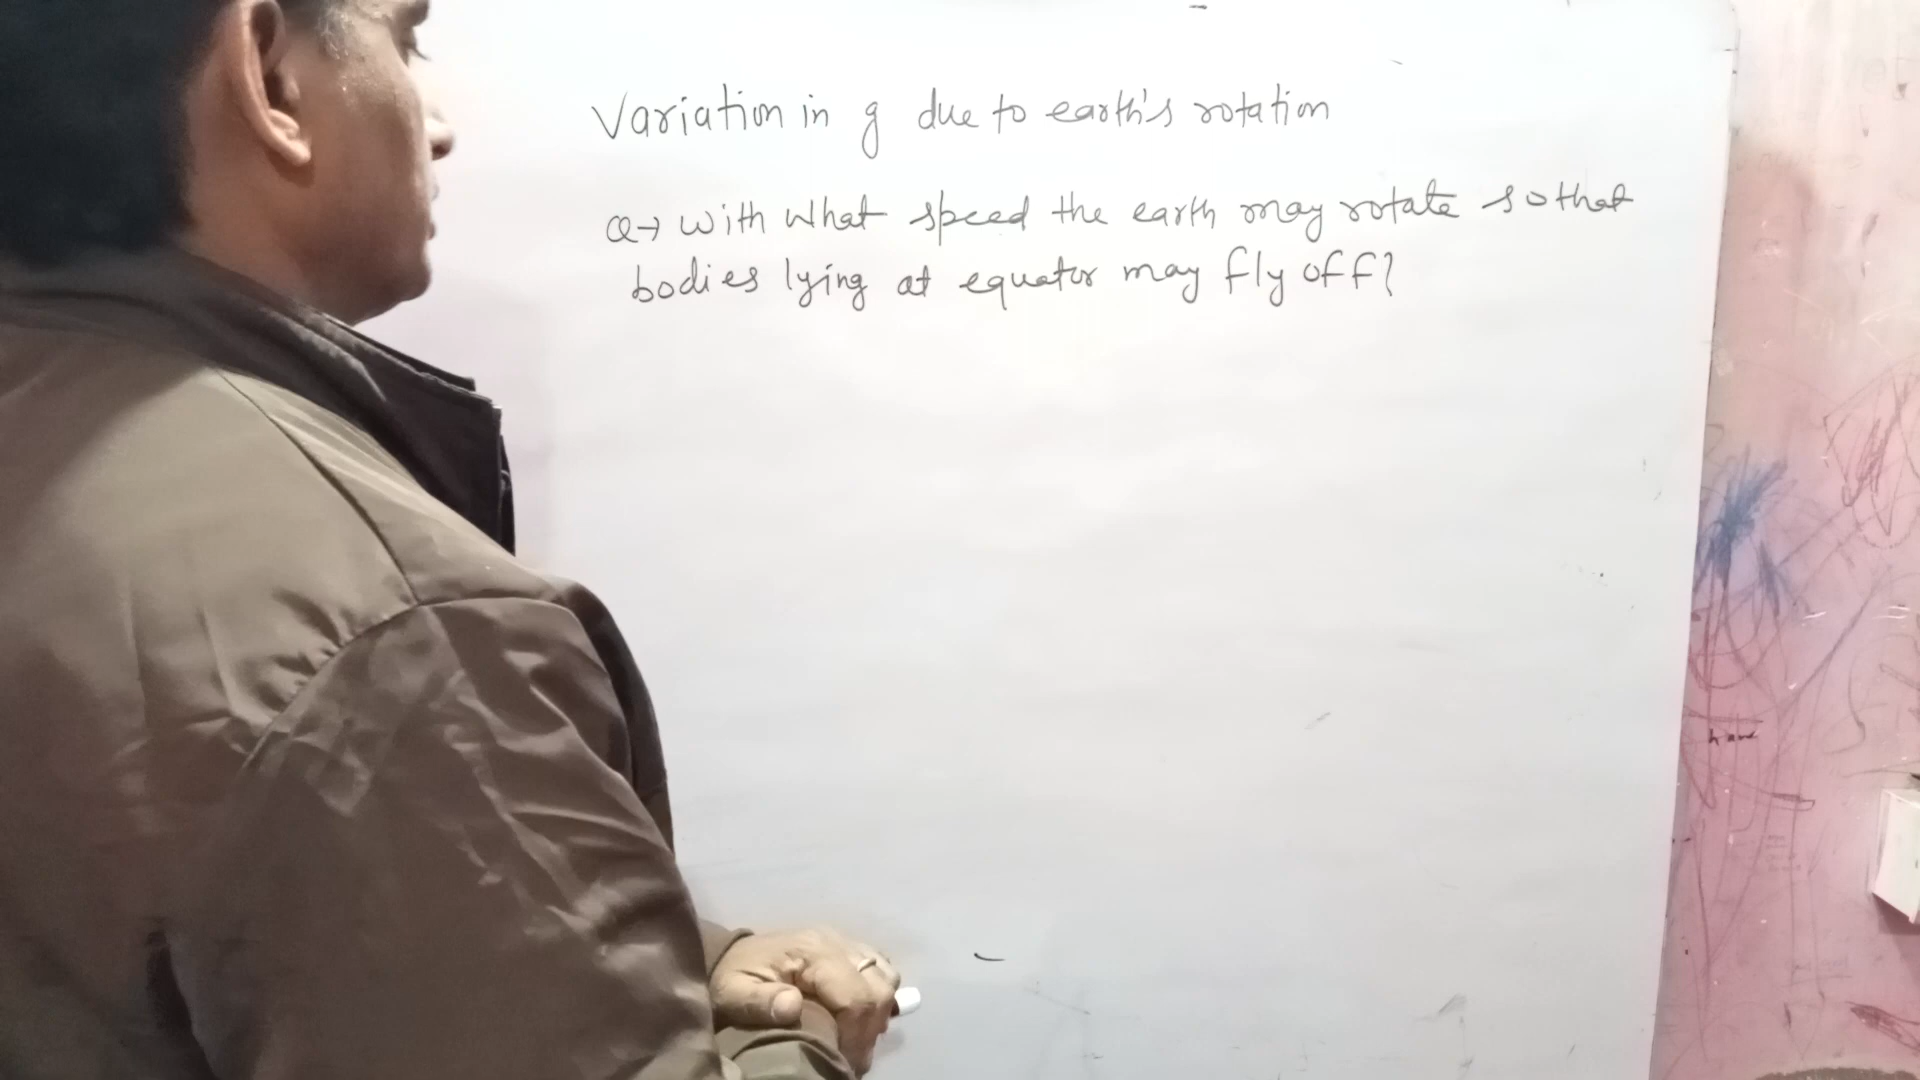 Variation in g due to earth's rotation
Q→ With what speed the earth may rotate so that
bodies lying at equator may fly off?